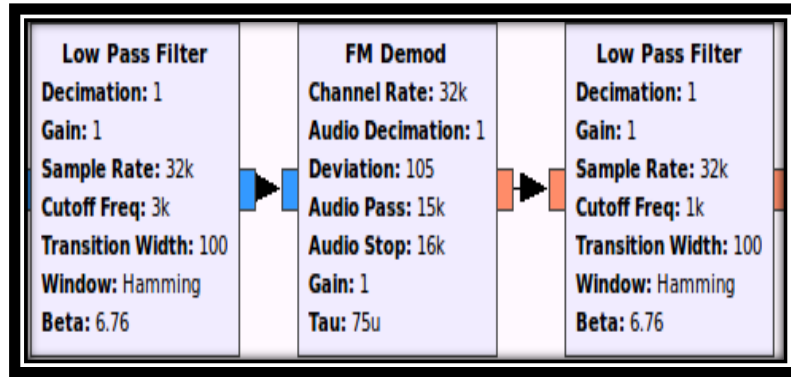 Low Pass Filter
Decimation: 1
Gain: 1
Sample Rate: 32k
Cutoff Freq: 3k
Transition Width: 100
Window: Hamming
Beta: 6.76
FM Demod
Channel Rate: 32k
Audio Decimation: 1
Deviation: 105
Audio Pass: 15k
Audio Stop: 16k
Gain: 1
Tau: 75u
Low Pass Filter
Decimation: 1
Gain: 1
Sample Rate: 32k
Cutoff Freq: 1k
Transition Width: 100
Window: Hamming
Beta: 6.76